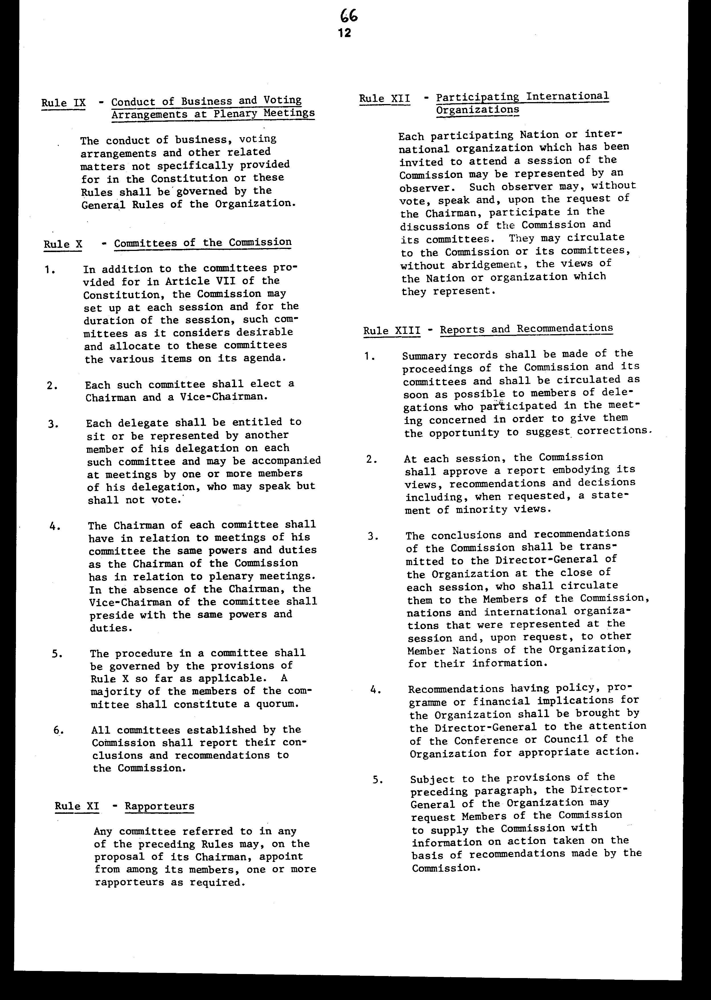 66
12
Rule IX - Conduct of Business and Voting
Arrangements at Plenary Meetings
The conduct of business, voting
arrangements and other related
matters not specifically provided
for in the Constitution or these
Rules shall be governed by the
General Rules of the Organization.
Rule X - Committees of the Commission
1. In addition to the committees pro-
vided for in Article VII of the
Constitution, the Commission may
set up at each session and for the
duration of the session, such com-
mittees as it considers desirable
and allocate to these committees
the various items on its agenda.
2. Each such committee shall elect a
Chairman and a Vice-Chairman.
3. Each delegate shall be entitled to
sit or be represented by another
member of his delegation on each
such committee and may be accompanied
at meetings by one or more members
of his delegation, who may speak but
shall not vote.
4. The Chairman of each committee shall
have in relation to meetings of his
committee the same powers and duties
as the Chairman of the Commission
has in relation to plenary meetings.
In the absence of the Chairman, the
Vice-Chairman of the committee shall
preside with the same powers and
duties.
5. The procedure in a committee shall
be governed by the provisions of
Rule X so far as applicable. A
majority of the members of the com-
mittee shall constitute a quorum.
6. All committees established by the
Commission shall report their con-
clusions and recommendations to
the Commission.
Rule XI - Rapporteurs
Any committee referred to in any
of the preceding Rules may, on the
proposal of its Chairman, appoint
from among its members, one or more
rapporteurs as required.
Rule XII - Participating International
Organizations
Each participating Nation or inter-
national organization which has been
invited to attend a session of the
Commission may be represented by an
observer. Such observer may, without
vote, speak and, upon the request of
the Chairman, participate in the
discussions of the Commission and
its committees. They may circulate
to the Commission or its committees,
without abridgement, the views of
the Nation or organization which
they represent.
Rule XIII - Reports and Recommendations
1. Summary records shall be made of the
proceedings of the Commission and its
committees and shall be circulated as
soon as possible to members of dele-
gations who participated in the meet-
ing concerned in order to give them
the opportunity to suggest corrections.
2. At each session, the Commission
shall approve a report embodying its
views, recommendations and decisions
including, when requested, a state-
ment of minority views.
3. The conclusions and recommendations
of the Commission shall be trans-
mitted to the Director-General of
the Organization at the close of
each session, who shall circulate
them to the Members of the Commission,
nations and international organiza-
tions that were represented at the
session and, upon request, to other
Member Nations of the Organization,
for their information.
4. Recommendations having policy, pro-
gramme or financial implications for
the Organization shall be brought by
the Director-General to the attention
of the Conference or Council of the
Organization for appropriate action.
5. Subject to the provisions of the
preceding paragraph, the Director-
General of the Organization may
request Members of the Commission
to supply the Commission with
information on action taken on the
basis of recommendations made by the
Commission.